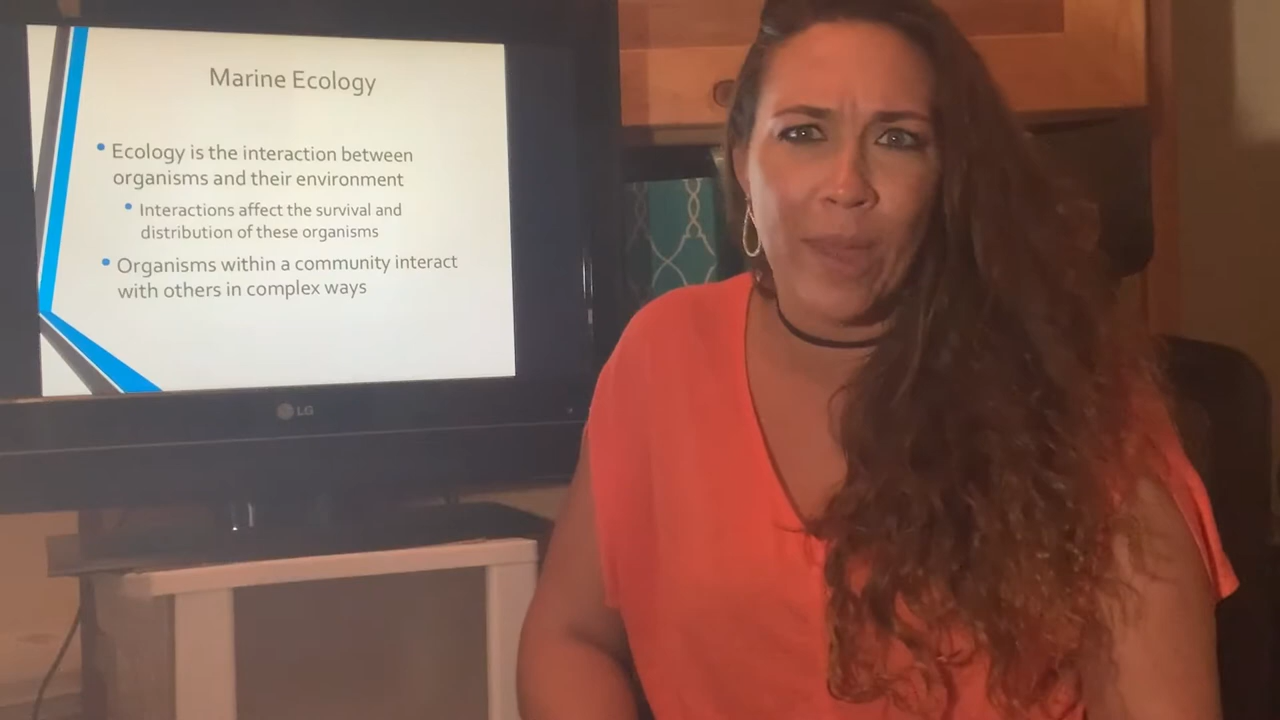 Marine Ecology
• Ecology is the interaction between
organisms and their environment
• Interactions affect the survival and
distribution of these organisms
• Organisms within a community interact
with others in complex ways
LG